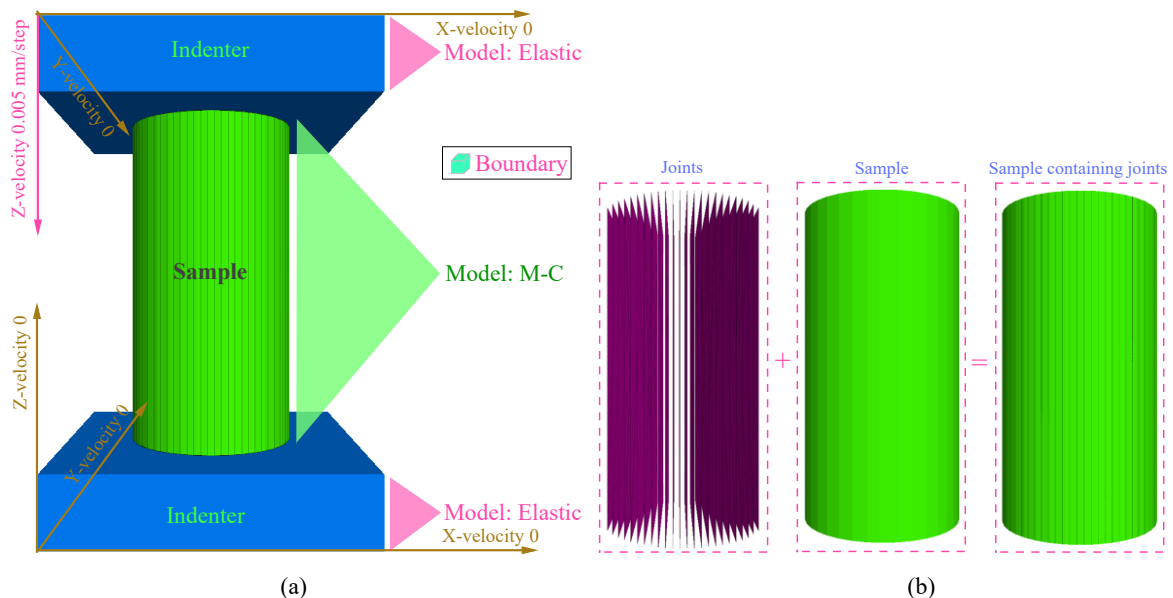 X-velocity 0
Indenter
Model: Elastic
Y-velocity 0
Z-velocity 0.005 mm/step
Boundary
Sample
Model: M-C
Z-velocity 0
Y-velocity 0
Indenter
Model: Elastic
X-velocity 0
(a)
Joints
Sample
Sample containing joints
+
=
(b)